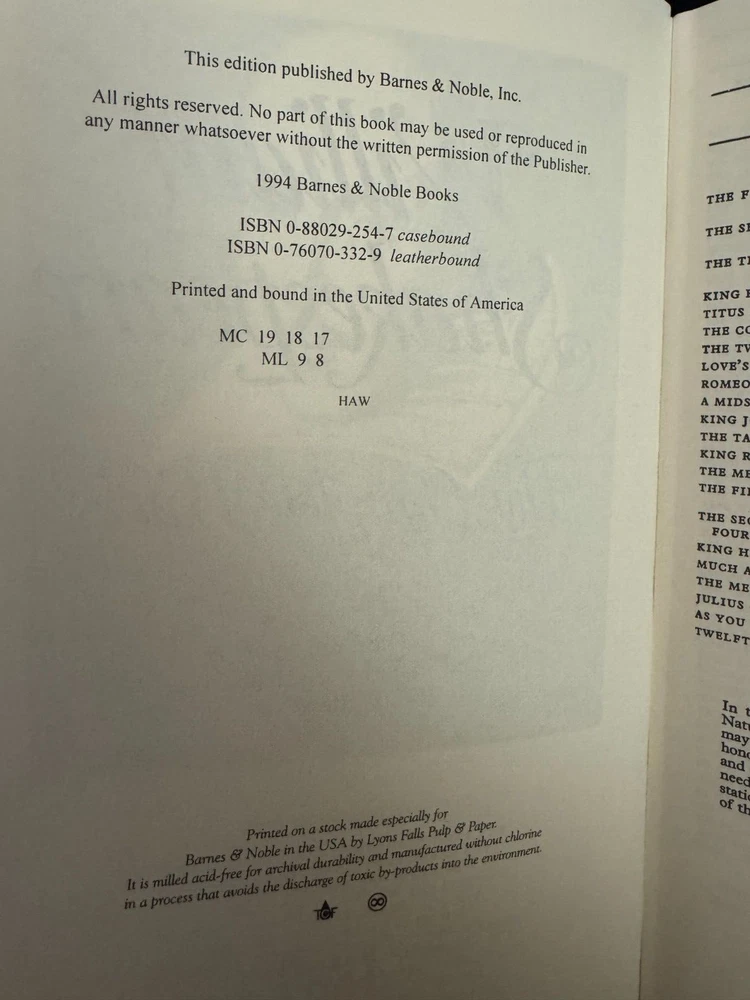 This edition published by Barnes & Noble, Inc.
All rights reserved. No part of this book may be used or reproduced in
any manner whatsoever without the written permission of the Publisher.
1994 Barnes & Noble Books
ISBN 0-88029-254-7 casebound
ISBN 0-76070-332-9 leatherbound
Printed and bound in the United States of America
MC 19 18 17
ML 9 8
HAW
Printed on a stock made especially for
Barnes & Noble in the USA by Lyons Falls Pulp & Paper.
It is milled acid-free for archival durability and manufactured without chlorine
in a process that avoids the discharge of toxic by-products into the environment.
TCF
THE F
THE
THE
KING
TITUS
THE CO
THE TW
LOVE'S
ROMEO
A MIDS
KING J
THE TA
KING R
THE ME
THE FI
THE SEC
FOUR
KING H
MUCH A
THE ME
JULIUS
AS YOU
TWELFT
In t
Natu
may
hono
and
need
stati
of th